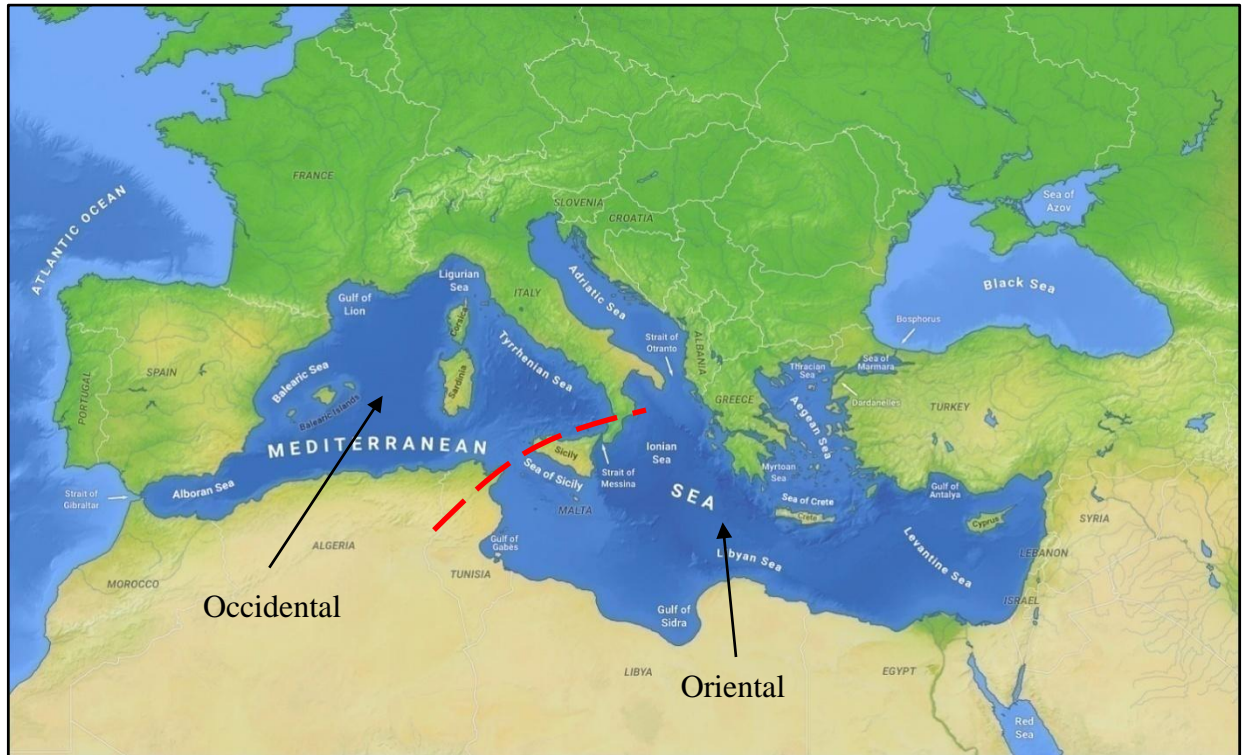 ATLANTIC OCEAN
FRANCE
SLOVENIA
CROATIA
Sea of
Azov
Black Sea
Bosphorus
Gulf of
Lion
Ligurian
Sea
ITALY
Adriatic Sea
Corsica
Strait of
Otranto
ALBANIA
Thracian
Sea
Sea of
Marmara
Dardanelles
PORTUGAL
SPAIN
Balearic Sea
Balearic Islands
Sardinia
Tyrrhenian Sea
GREECE
Aegean Sea
TURKEY
MEDITERRANEAN
Sicily
Ionian
Sea
Myrtoan
Sea
Strait of
Gibraltar
Alboran Sea
Sea of Sicily
Strait of
Messina
SEA
Sea of Crete
Crete
Gulf of
Antalya
Cyprus
SYRIA
MALTA
ALGERIA
Gulf of
Gabès
Libyan Sea
Levantine Sea
LEBANON
MOROCCO
TUNISIA
Occidental
Gulf of
Sidra
ISRAEL
LIBYA
Oriental
EGYPT
Red
Sea